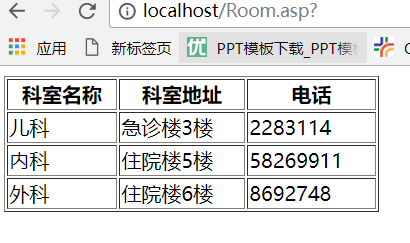 localhost/Room.asp?
应用 新标签页 优 PPT模板下载_PPT模
科室名称 科室地址 电话
儿科 急诊楼3楼 2283114
内科 住院楼5楼 58269911
外科 住院楼6楼 8692748